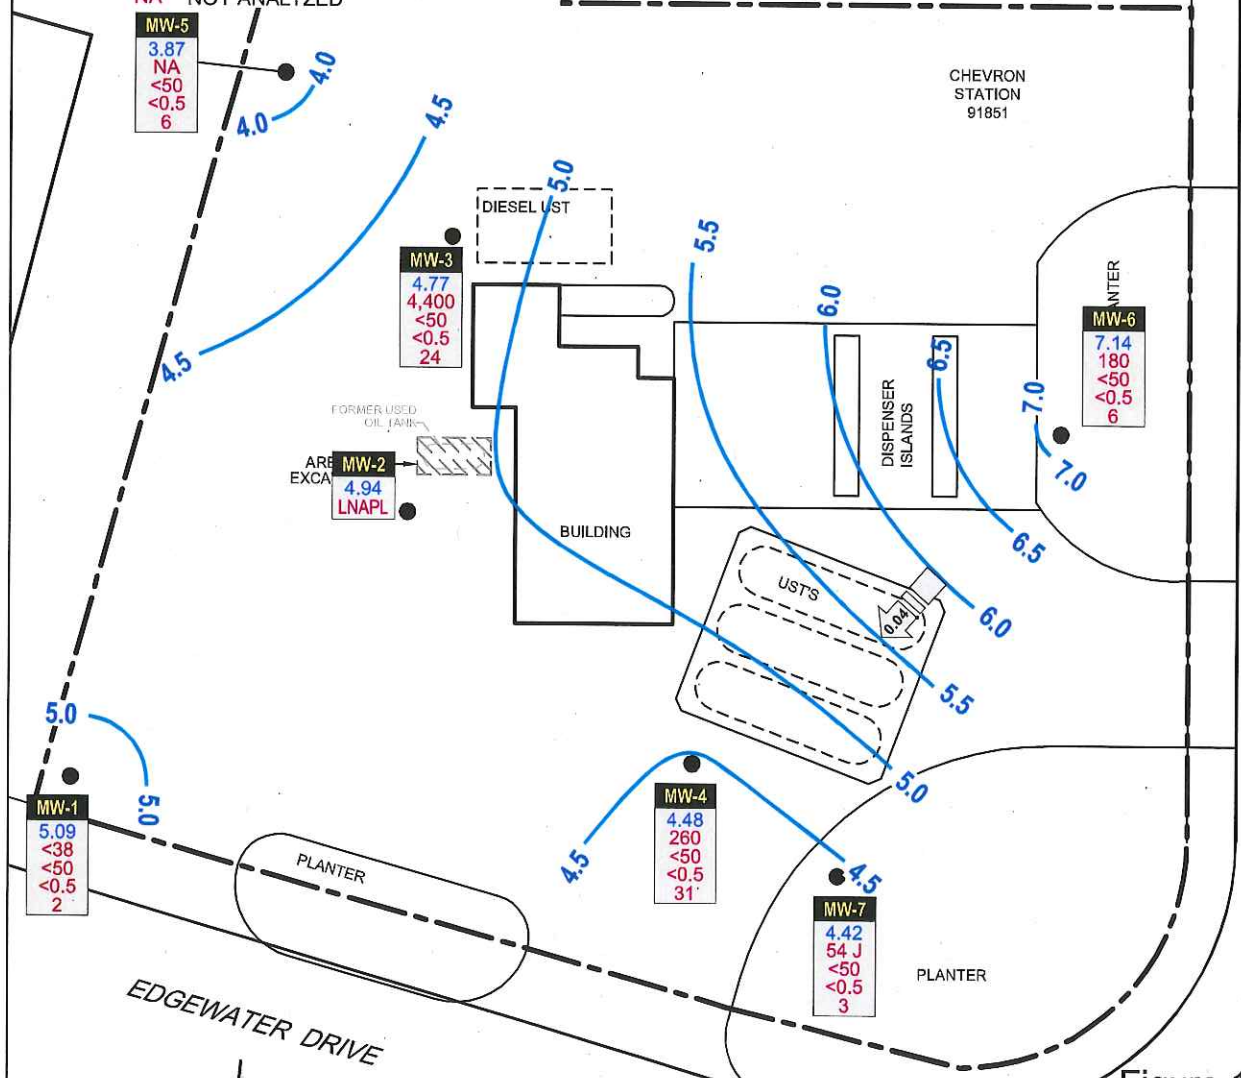 NA NOT ANALYZED
MW-5
3.87
NA
<50
<0.5
6
4.0
4.0
4.5
4.5
CHEVRON
STATION
91851
5.0
DIESEL UST
MW-3
4.77
4,400
<50
<0.5
24
5.5
6.0
6.5
7.0
7.0
MW-6
7.14
180
<50
<0.5
6
DISPENSER
ISLANDS
FORMER USED
OIL TANK
MW-2
4.94
LNAPL
BUILDING
UST'S
0.04
6.5
6.0
5.5
5.0
5.0
5.0
MW-1
5.09
<38
<50
<0.5
2
4.5
MW-4
4.48
260
<50
<0.5
31
4.5
MW-7
4.42
54 J
<50
<0.5
3
PLANTER
PLANTER
EDGEWATER DRIVE